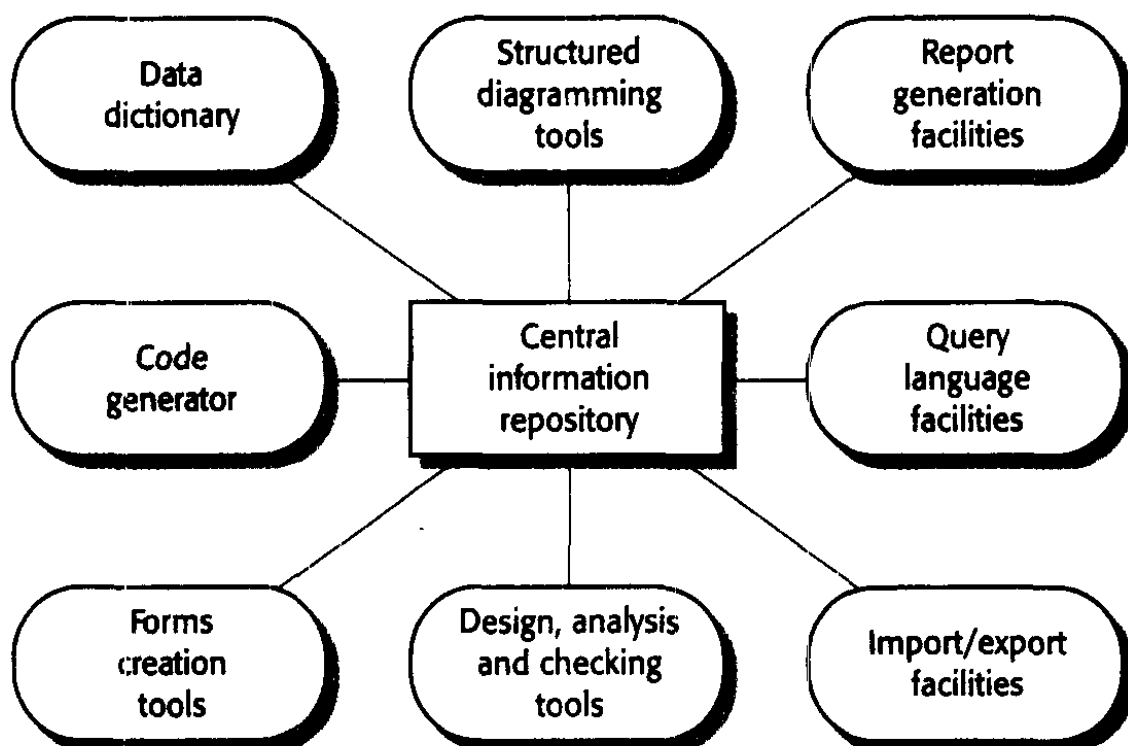 Data
dictionary
Structured
diagramming
tools
Report
generation
facilities
Code
generator
Central
information
repository
Query
language
facilities
Forms
creation
tools
Design, analysis
and checking
tools
Import/export
facilities